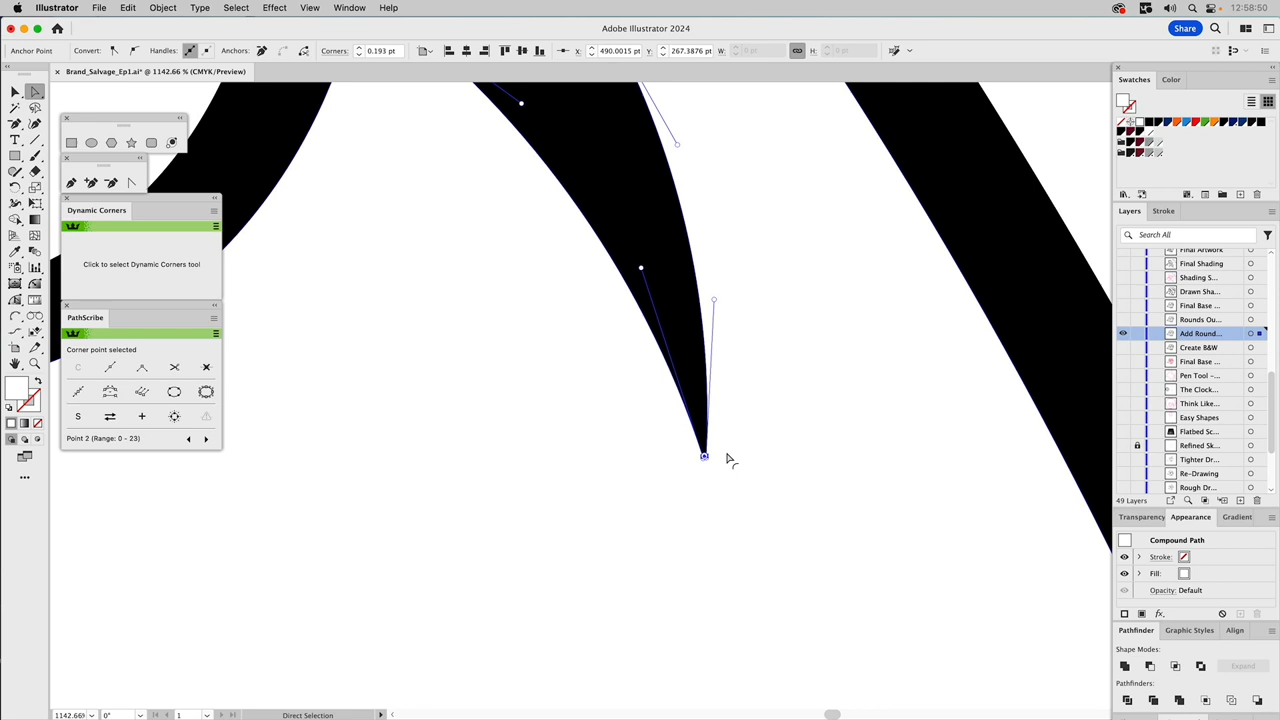 Illustrator File Edit Object Type Select Effect View Window Help 12:58:50
Adobe Illustrator 2024 Share
Anchor Point Convert: Handles: Anchors: Corners: 0.193 pt X: 490.0015 pt Y: 267.3876 pt W: 0 pt H: 0 pt
Brand_Salvage_Ep1.ai* @ 1142.66 % (CMYK/Preview)
Swatches Color
Dynamic Corners
Click to select Dynamic Corners tool
PathScribe
Corner point selected
Point 2 (Range: 0 - 23)
Layers Stroke
Search All
Final Artwork
Final Shading
Shading S...
Drawn Sha...
Final Base ...
Rounds Ou...
Add Round...
Create B&W
Final Base ...
Pen Tool -...
The Clock...
Think Like...
Easy Shapes
Flatbed Sc...
Refined Sk...
Tighter Dr...
Re-Drawing
Rough Dr...
49 Layers
Transparency Appearance Gradient
Compound Path
Stroke:
Fill:
Opacity: Default
Pathfinder Graphic Styles Align
Shape Modes:
Expand
Pathfinders:
1142.66% 0° 1 Direct Selection